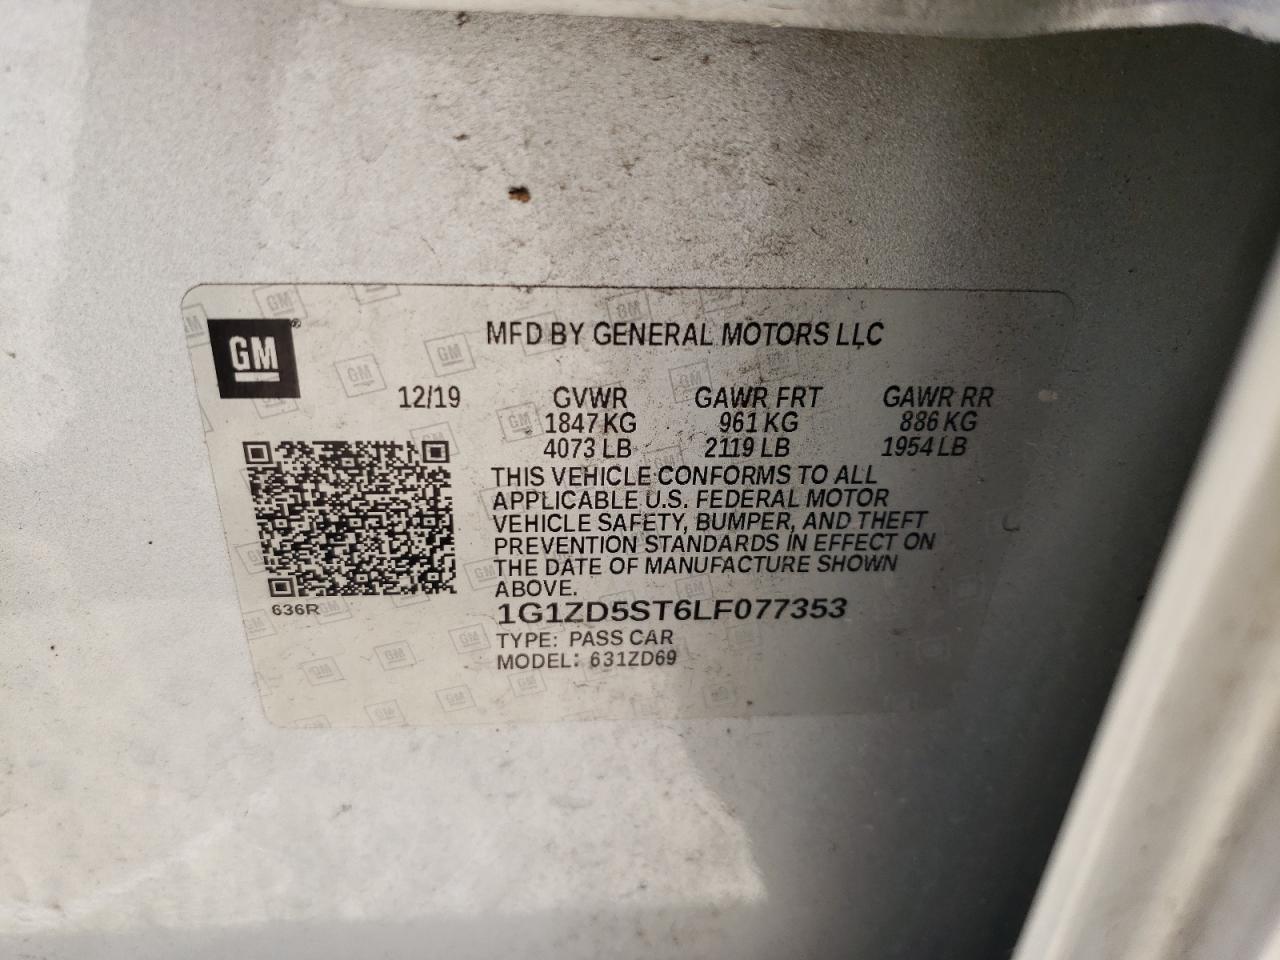 GM
MFD BY GENERAL MOTORS LLC
12/19 GVWR GAWR FRT GAWR RR
1847 KG 961 KG 886 KG
4073 LB 2119 LB 1954 LB
THIS VEHICLE CONFORMS TO ALL
APPLICABLE U.S. FEDERAL MOTOR
VEHICLE SAFETY, BUMPER, AND THEFT
PREVENTION STANDARDS IN EFFECT ON
THE DATE OF MANUFACTURE SHOWN
ABOVE.
636R
1G1ZD5ST6LF077353
TYPE: PASS CAR
MODEL: 631ZD69